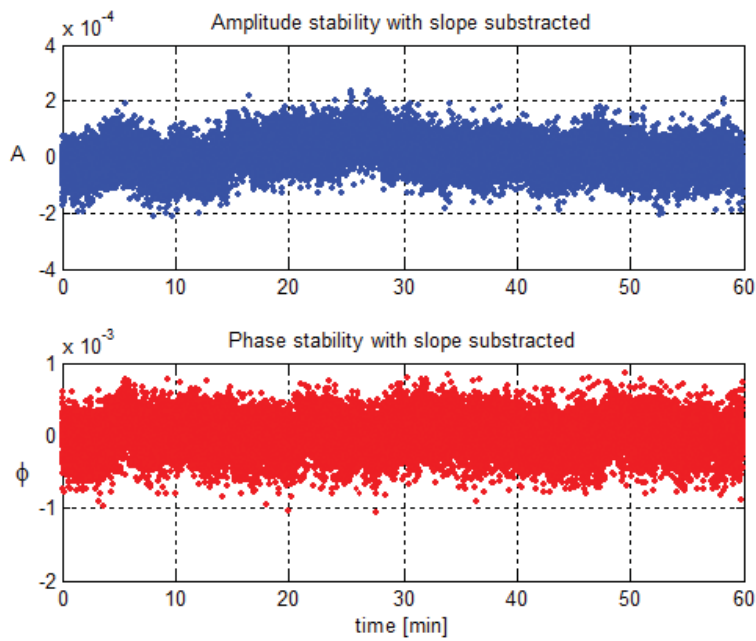 Amplitude stability with slope substracted
x 10^-4
4
2
A
0
-2
-4
0 10 20 30 40 50 60
Phase stability with slope substracted
x 10^-3
1
0
ϕ
-1
-2
0 10 20 30 40 50 60
time [min]